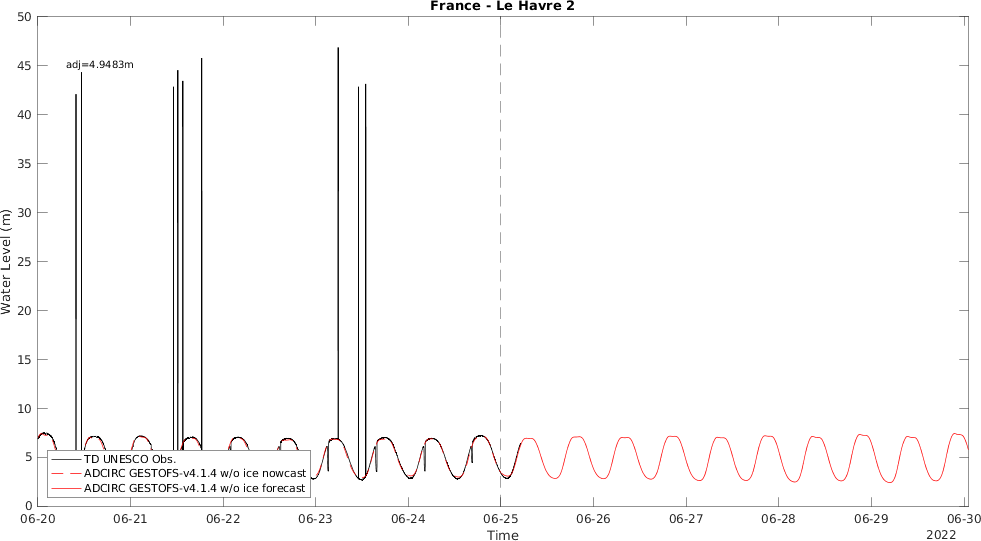 France - Le Havre 2
50
45
40
35
30
25
20
15
10
5
0
Water Level (m)
adj=4.9483m
TD UNESCO Obs.
ADCIRC GESTOFS-v4.1.4 w/o ice nowcast
ADCIRC GESTOFS-v4.1.4 w/o ice forecast
06-20 06-21 06-22 06-23 06-24 06-25 06-26 06-27 06-28 06-29 06-30
2022
Time